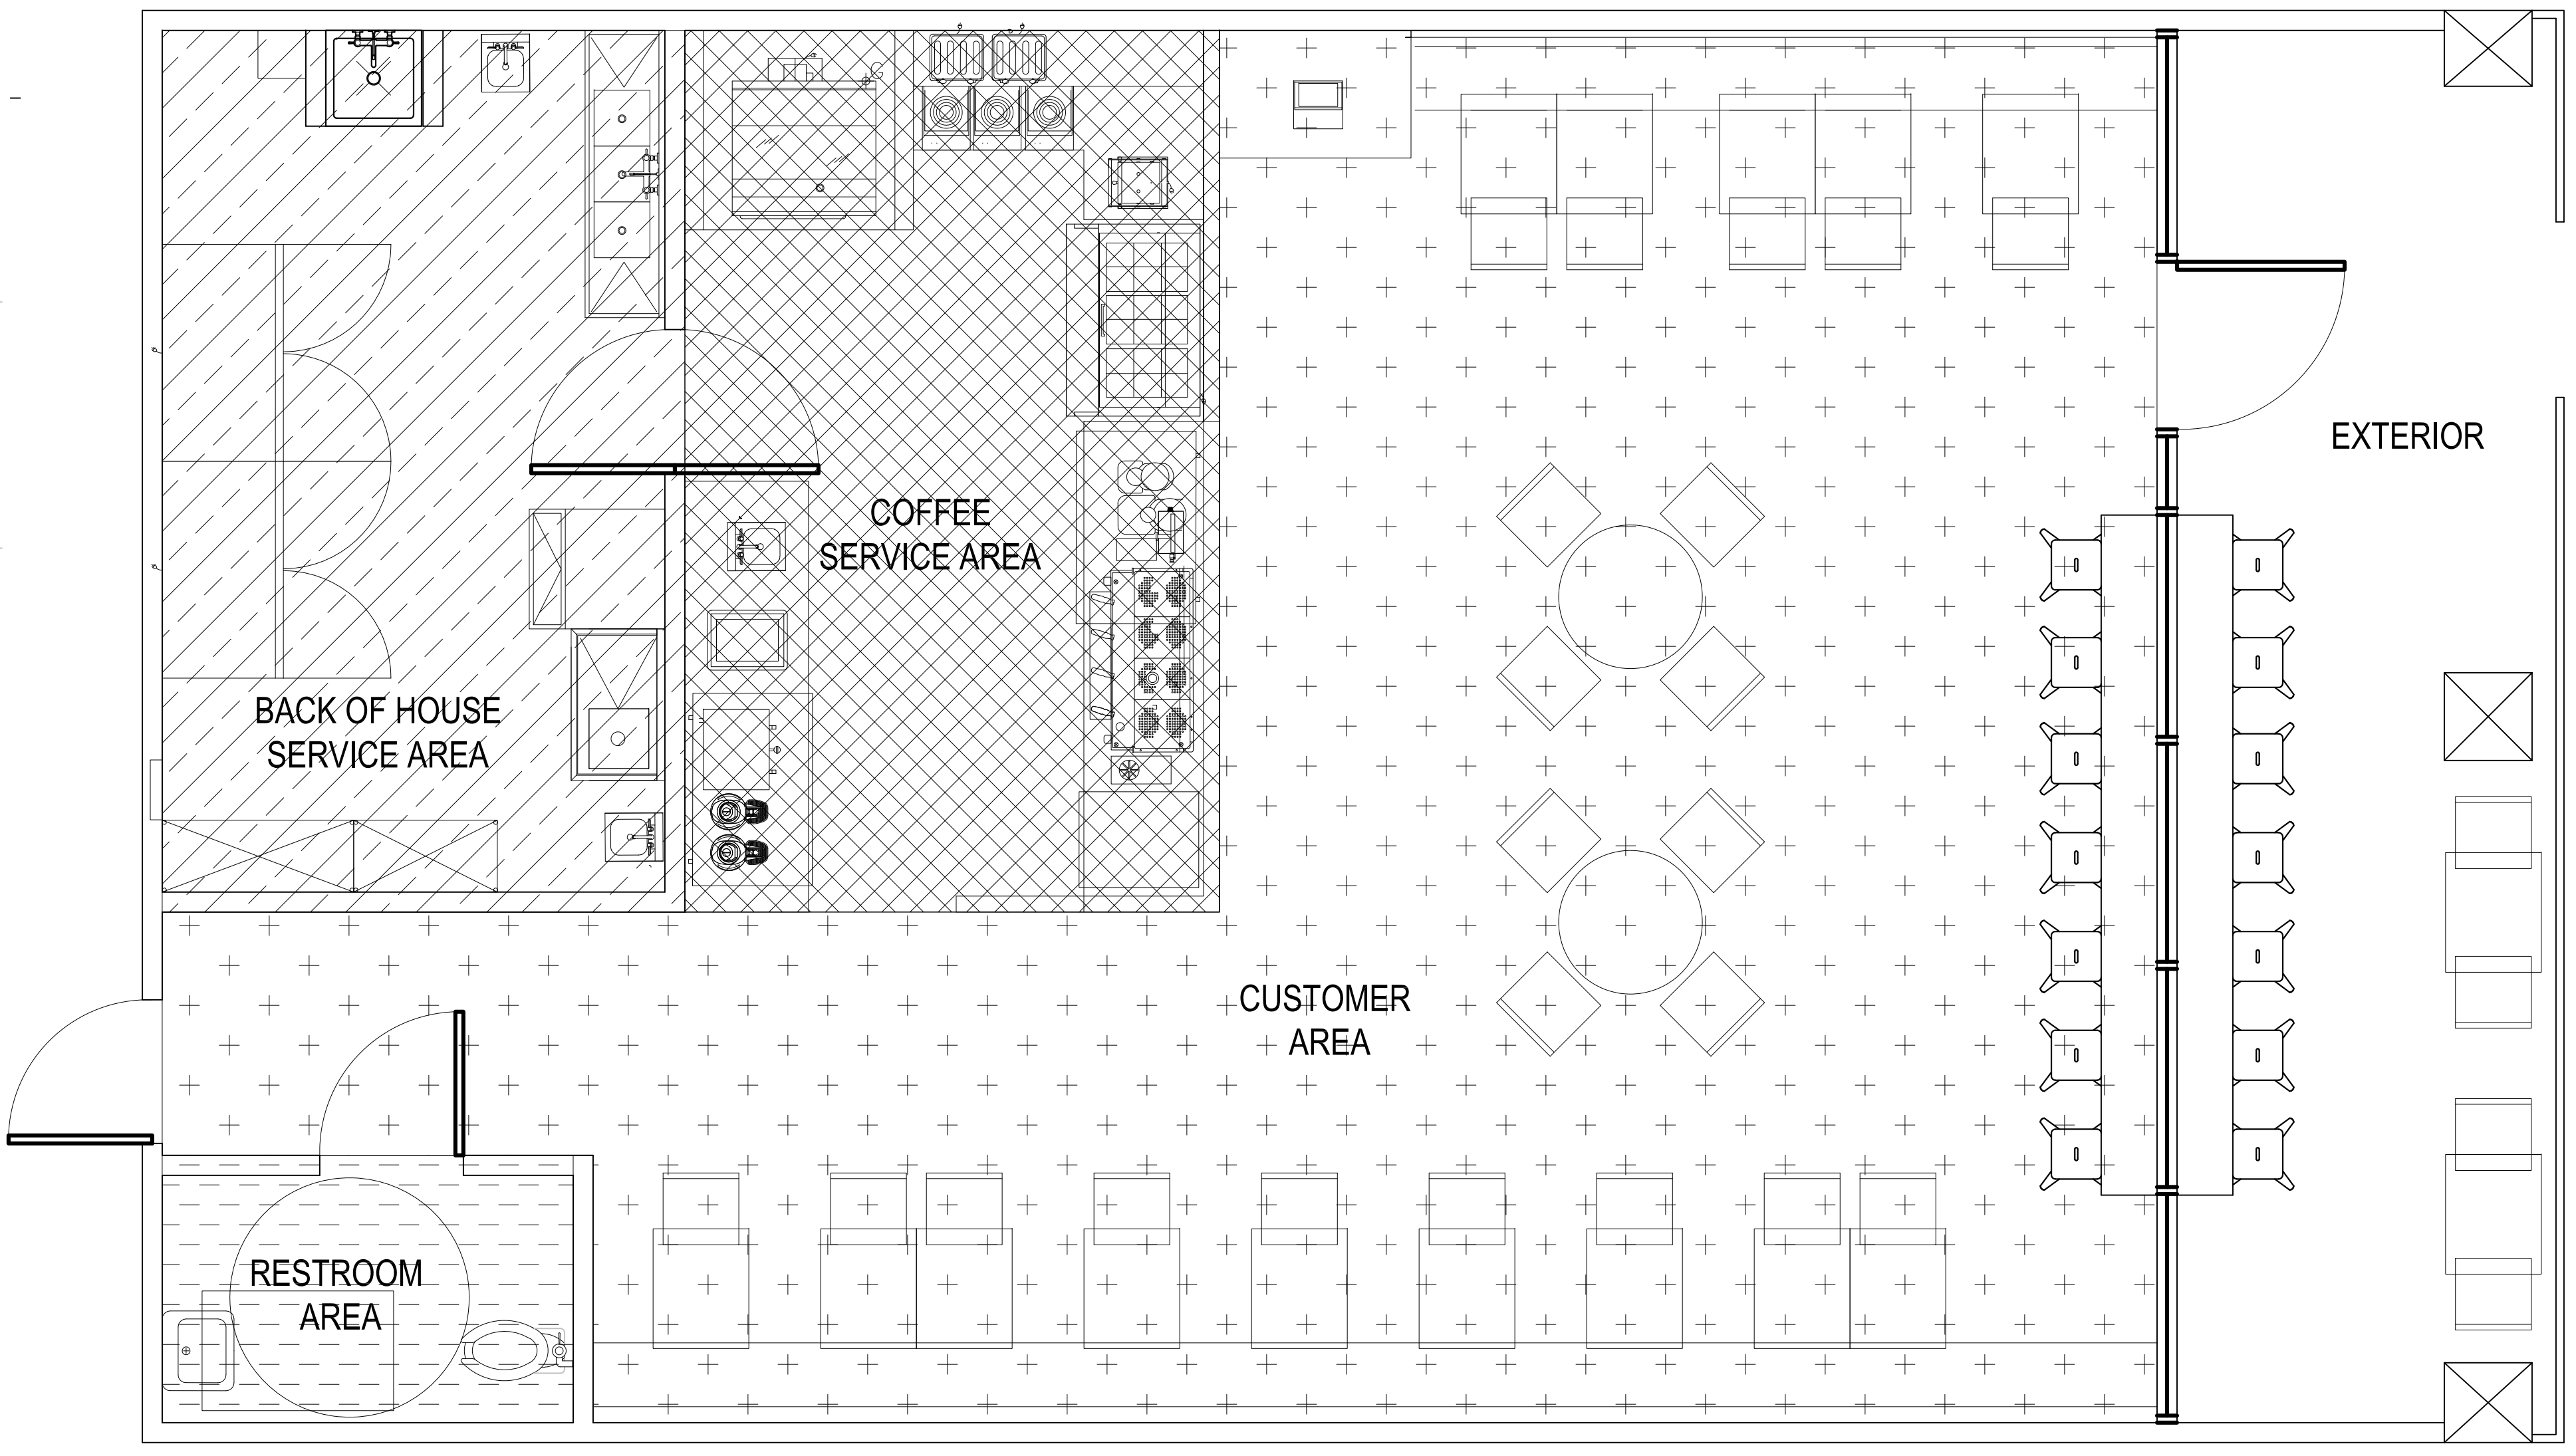 EXTERIOR
COFFEE
SERVICE AREA
BACK OF HOUSE
SERVICE AREA
CUSTOMER
AREA
RESTROOM
AREA